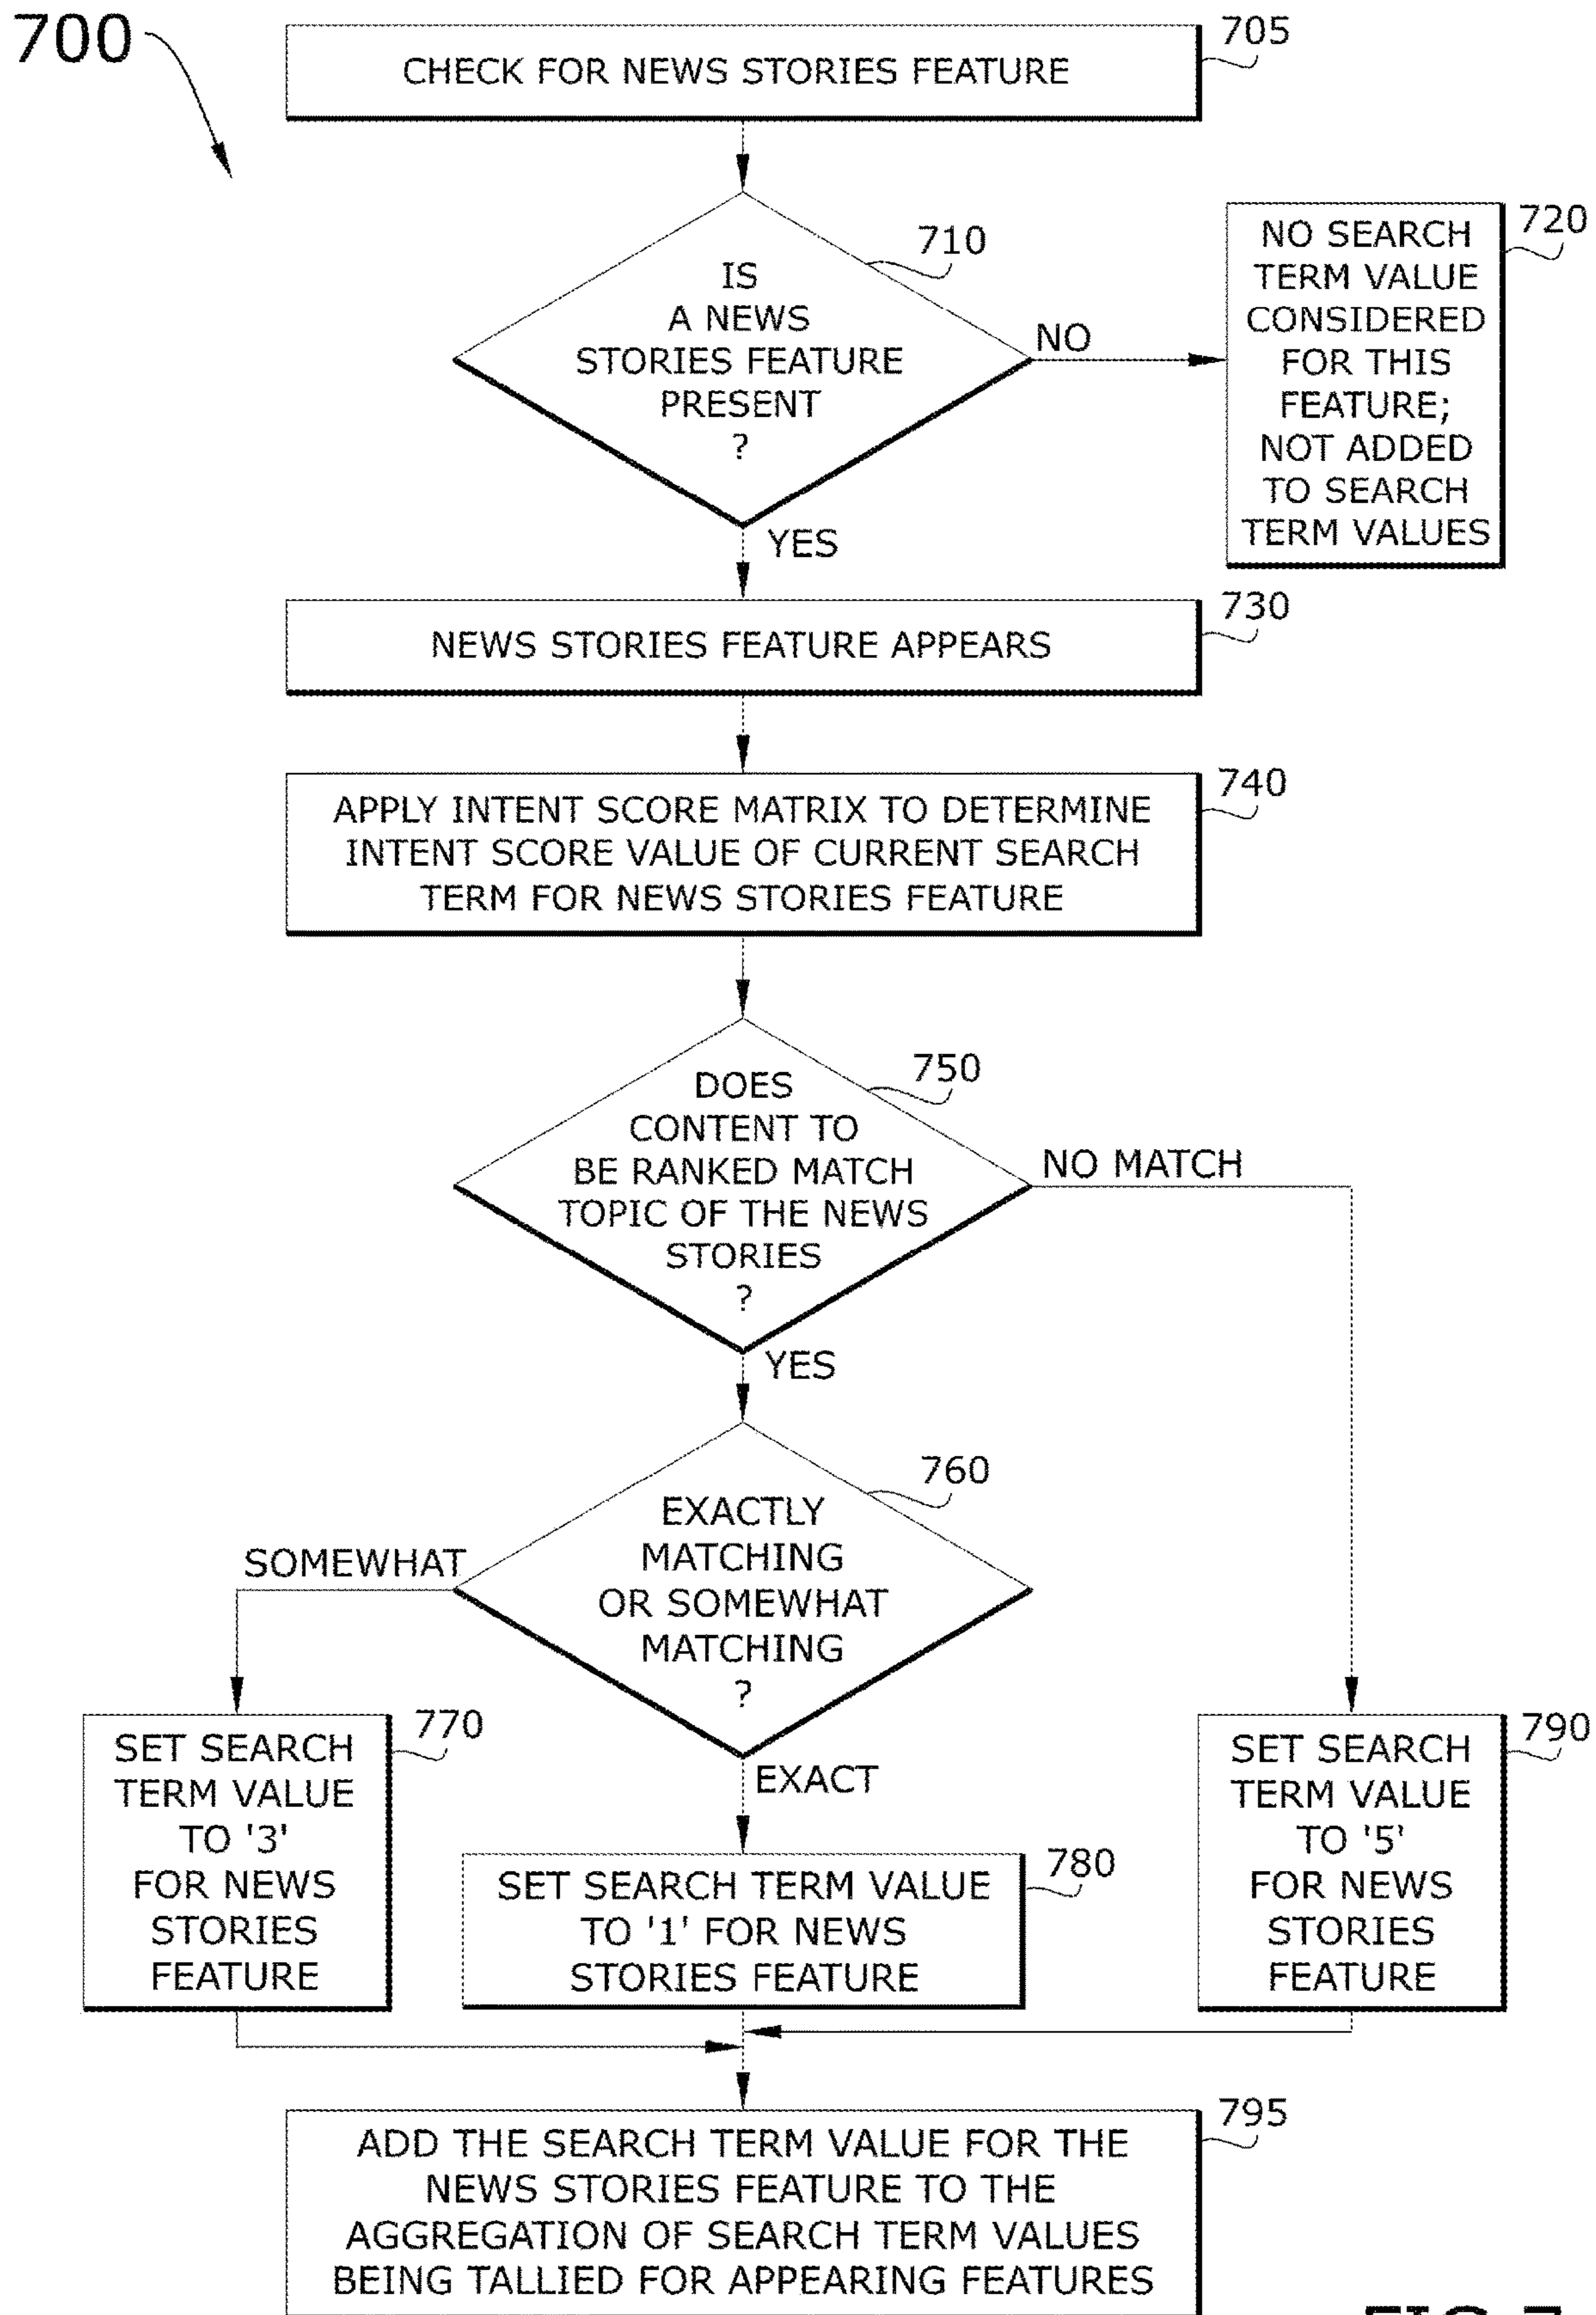 700
CHECK FOR NEWS STORIES FEATURE
705
IS
A NEWS
STORIES FEATURE
PRESENT
?
710
NO
NO SEARCH
TERM VALUE
CONSIDERED
FOR THIS
FEATURE;
NOT ADDED
TO SEARCH
TERM VALUES
720
YES
NEWS STORIES FEATURE APPEARS
730
APPLY INTENT SCORE MATRIX TO DETERMINE
INTENT SCORE VALUE OF CURRENT SEARCH
TERM FOR NEWS STORIES FEATURE
740
DOES
CONTENT TO
BE RANKED MATCH
TOPIC OF THE NEWS
STORIES
?
750
NO MATCH
YES
EXACTLY
MATCHING
OR SOMEWHAT
MATCHING
?
760
SOMEWHAT
EXACT
SET SEARCH
TERM VALUE
TO '3'
FOR NEWS
STORIES
FEATURE
770
SET SEARCH TERM VALUE
TO '1' FOR NEWS
STORIES FEATURE
780
SET SEARCH
TERM VALUE
TO '5'
FOR NEWS
STORIES
FEATURE
790
ADD THE SEARCH TERM VALUE FOR THE
NEWS STORIES FEATURE TO THE
AGGREGATION OF SEARCH TERM VALUES
BEING TALLIED FOR APPEARING FEATURES
795